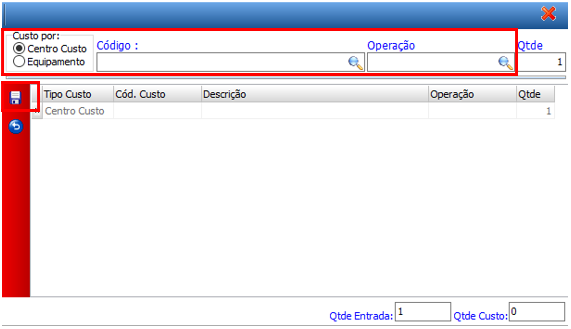 Custo por:
Centro Custo
Equipamento
Código :
Operação
Qtde
1
Tipo Custo Cód. Custo Descrição Operação Qtde
Centro Custo 1
Qtde Entrada: 1 Qtde Custo: 0